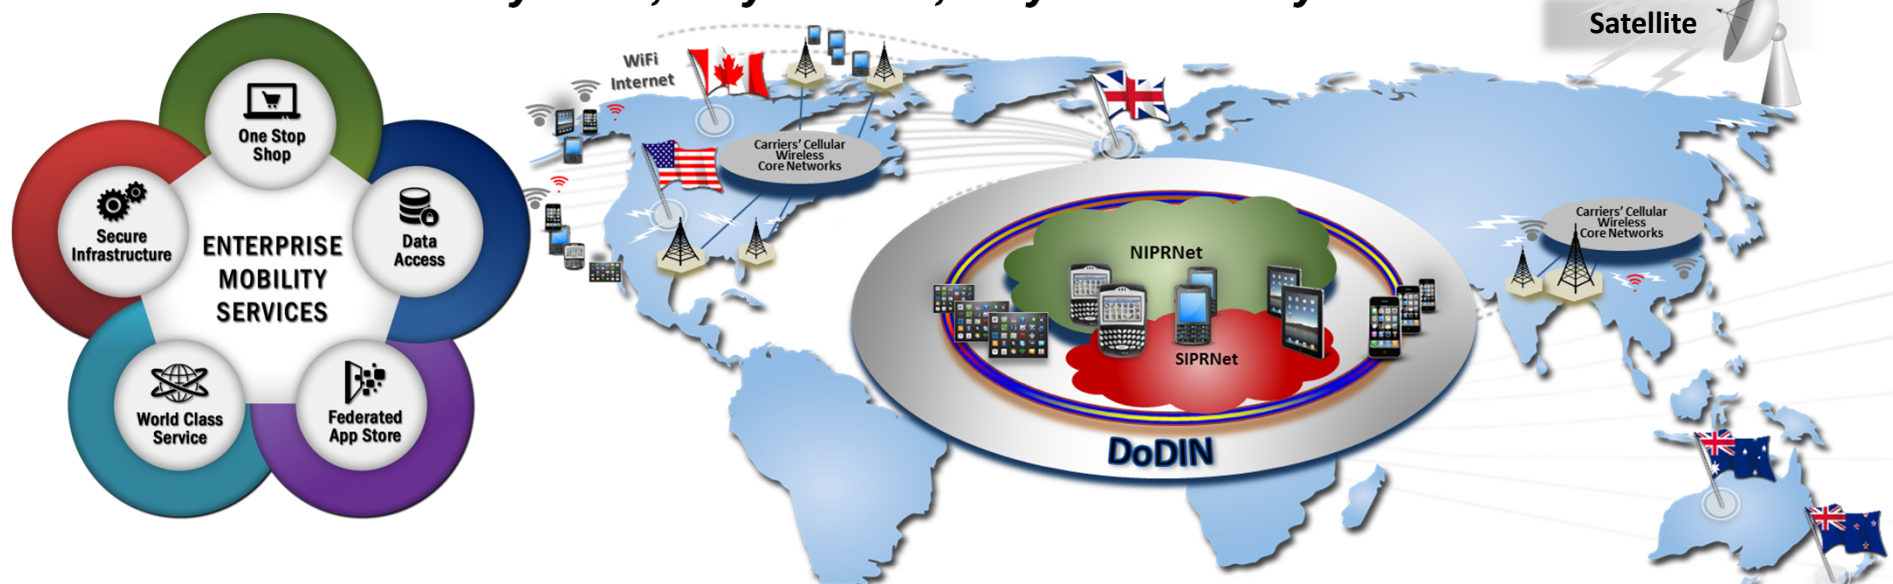 Satellite
WiFi
Internet
One Stop
Shop
Carriers' Cellular
Wireless
Core Networks
Secure
Infrastructure
Data
Access
ENTERPRISE
MOBILITY
SERVICES
Carriers' Cellular
Wireless
Core Networks
NIPRNet
SIPRNet
World Class
Service
Federated
App Store
DoDIN